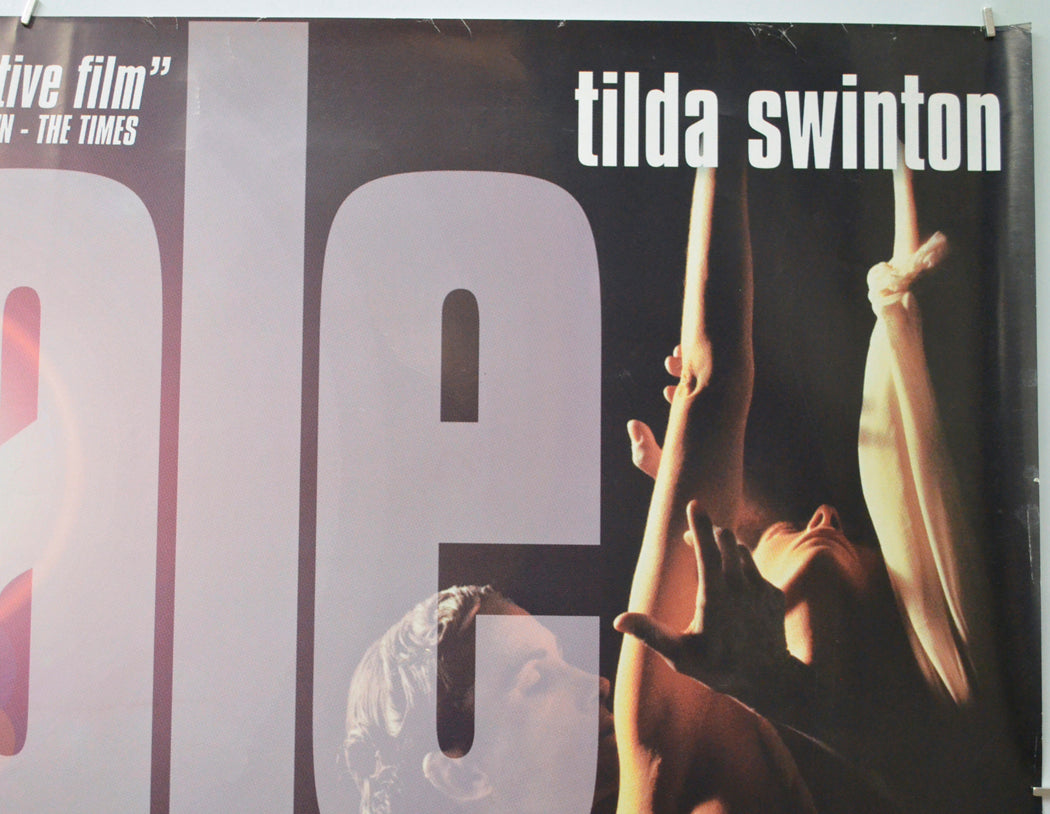 tive film”
N - THE TIMES
tilda swinton
ale